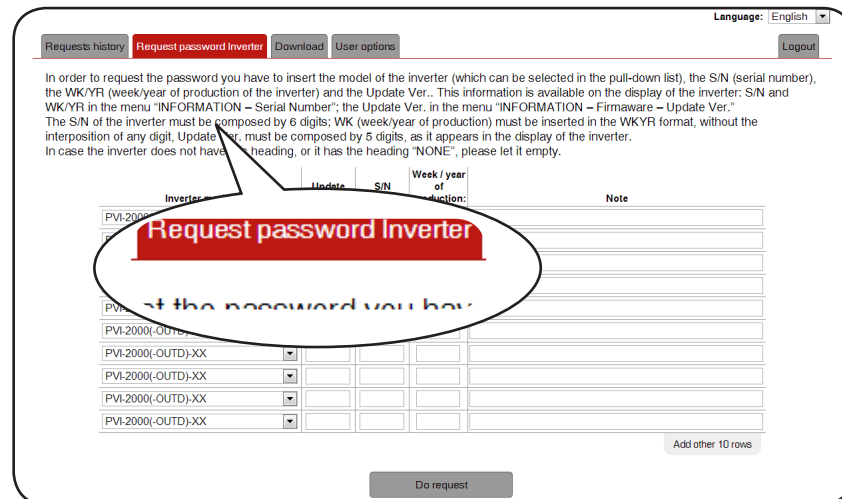 Language: English
Requests history Request password Inverter Download User options Logout
In order to request the password you have to insert the model of the inverter (which can be selected in the pull-down list), the S/N (serial number),
the WK/YR (week/year of production of the inverter) and the Update Ver.. This information is available on the display of the inverter: S/N and
WK/YR in the menu “INFORMATION – Serial Number”; the Update Ver. in the menu “INFORMATION – Firmaware – Update Ver.”
The S/N of the inverter must be composed by 6 digits; WK (week/year of production) must be inserted in the WKYR format, without the
interposition of any digit, Update Ver. must be composed by 5 digits, as it appears in the display of the inverter.
In case the inverter does not have heading, or it has the heading “NONE”, please let it empty.
Week / year
Update S/N of
Inverter Note
PVI-2000
Request password Inverter
the password you
PVI-2000(-OUTD)-XX
PVI-2000(-OUTD)-XX
PVI-2000(-OUTD)-XX
PVI-2000(-OUTD)-XX
Add other 10 rows
Do request